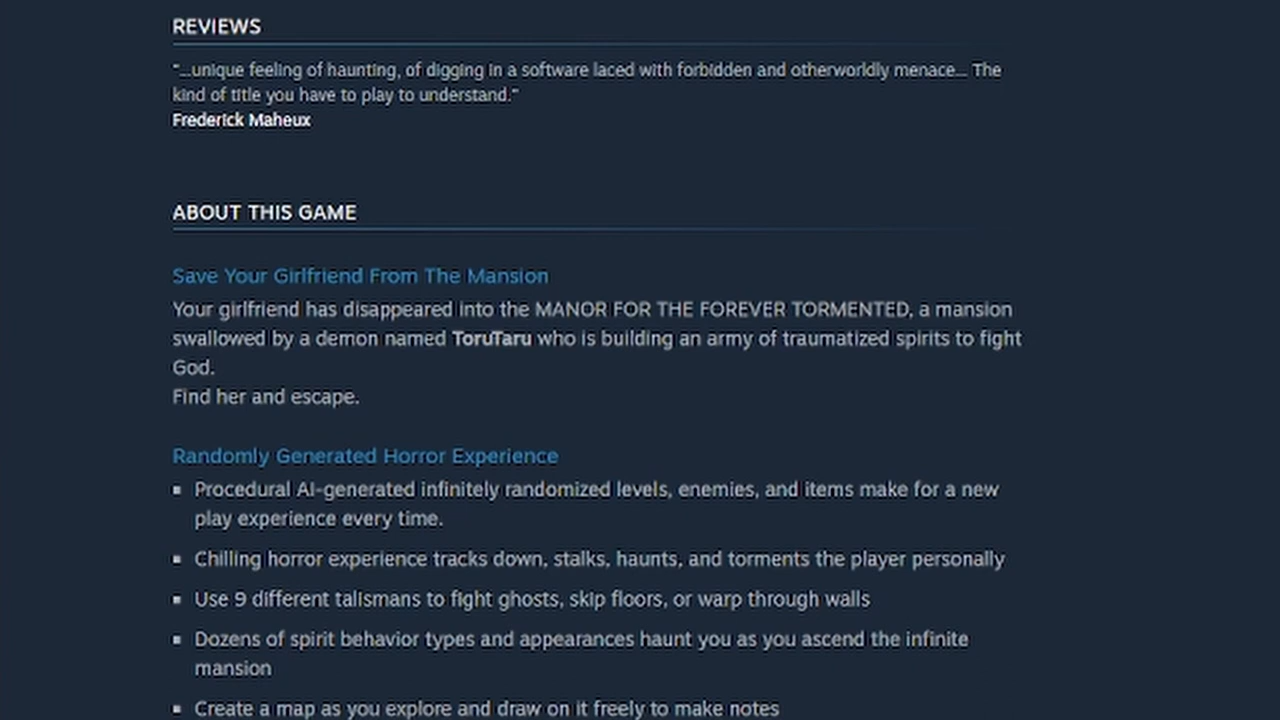 REVIEWS
“...unique feeling of haunting, of digging in a software laced with forbidden and otherworldly menace... The
kind of title you have to play to understand.”
Frederick Maheux
ABOUT THIS GAME
Save Your Girlfriend From The Mansion
Your girlfriend has disappeared into the MANOR FOR THE FOREVER TORMENTED, a mansion
swallowed by a demon named ToruTaru who is building an army of traumatized spirits to fight
God.
Find her and escape.
Randomly Generated Horror Experience
▪ Procedural AI-generated infinitely randomized levels, enemies, and items make for a new
play experience every time.
▪ Chilling horror experience tracks down, stalks, haunts, and torments the player personally
▪ Use 9 different talismans to fight ghosts, skip floors, or warp through walls
▪ Dozens of spirit behavior types and appearances haunt you as you ascend the infinite
mansion
▪ Create a map as you explore and draw on it freely to make notes